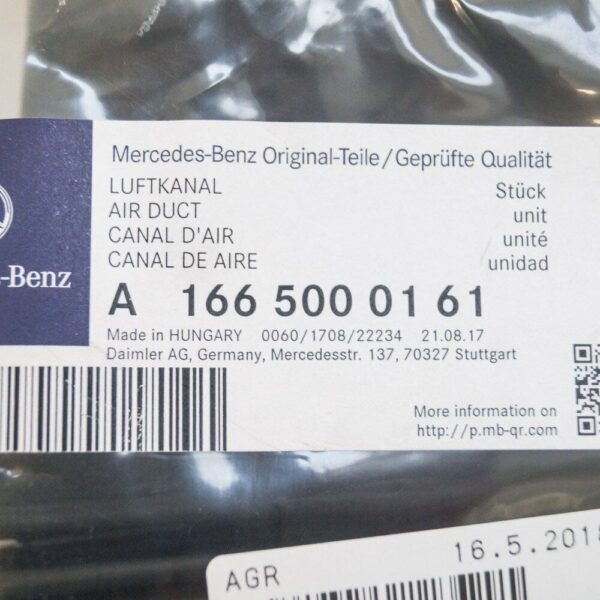 Mercedes-Benz Original-Teile/Geprüfte Qualität
LUFTKANAL Stück
AIR DUCT unit
CANAL D'AIR unité
CANAL DE AIRE unidad
-Benz
A 166 500 01 61
Made in HUNGARY 0060/1708/22234 21.08.17
Daimler AG, Germany, Mercedesstr. 137, 70327 Stuttgart
More information on
http://p.mb-qr.com
AGR 16.5.2018